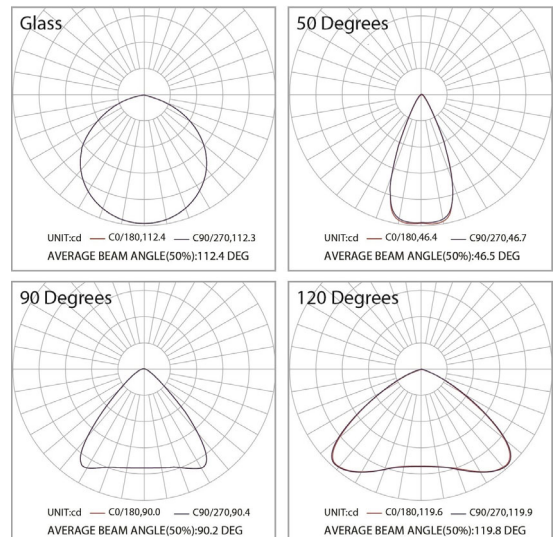 Glass
UNIT:cd — C0/180,112.4 — C90/270,112.3
AVERAGE BEAM ANGLE(50%):112.4 DEG
50 Degrees
UNIT:cd — C0/180,46.4 — C90/270,46.7
AVERAGE BEAM ANGLE(50%):46.5 DEG
90 Degrees
UNIT:cd — C0/180,90.0 — C90/270,90.4
AVERAGE BEAM ANGLE(50%):90.2 DEG
120 Degrees
UNIT:cd — C0/180,119.6 — C90/270,119.9
AVERAGE BEAM ANGLE(50%):119.8 DEG